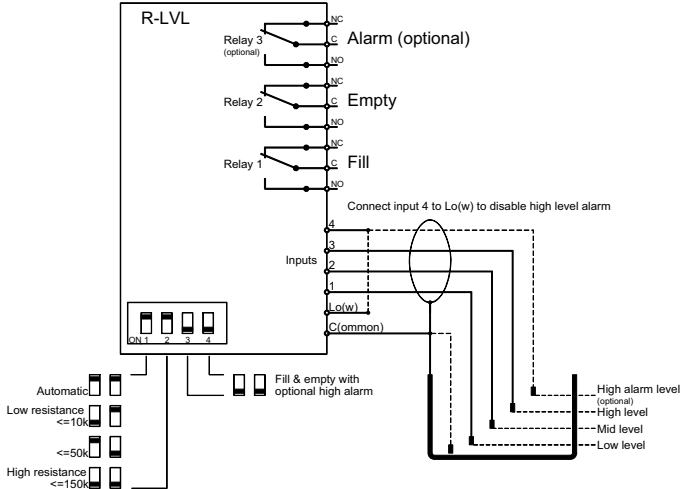 R-LVL
NC
Relay 3
(optional)
C
Alarm (optional)
NO
NC
Relay 2
C
Empty
NO
NC
Relay 1
C
Fill
NO
Connect input 4 to Lo(w) to disable high level alarm
4
3
Inputs
2
1
Lo(w)
C(ommon)
ON 1 2 3 4
Automatic
Fill & empty with
optional high alarm
Low resistance
<=10k
<=50k
High resistance
<=150k
High alarm level
(optional)
High level
Mid level
Low level